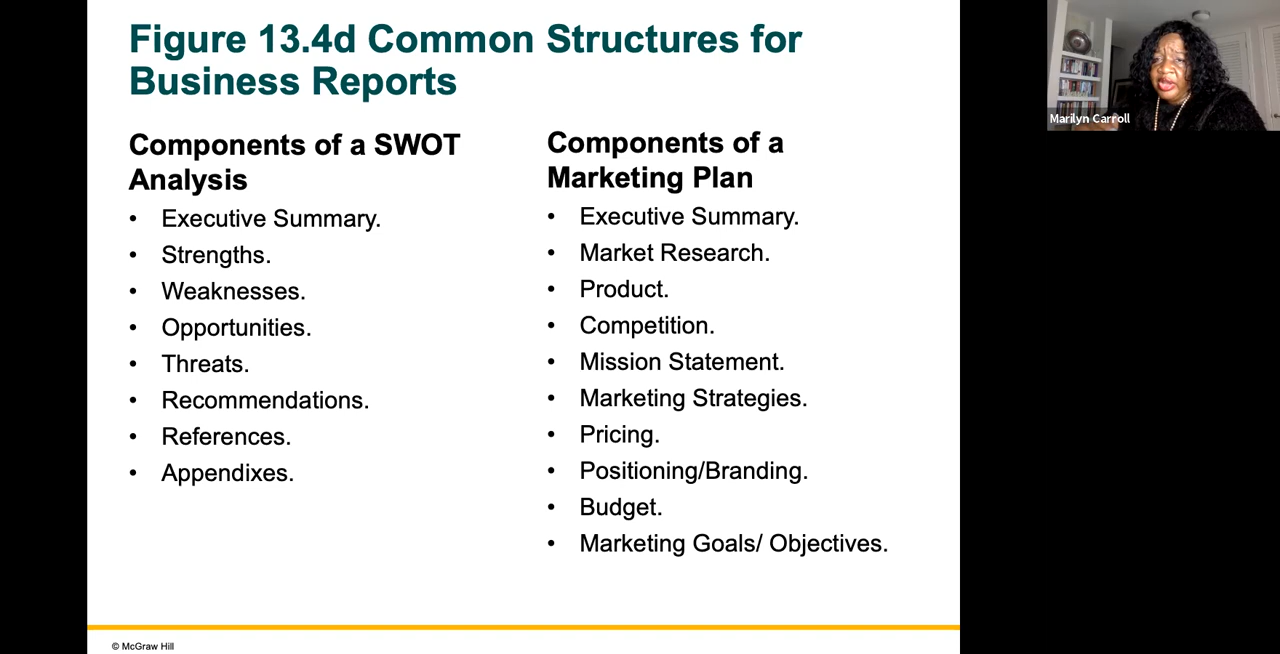 Figure 13.4d Common Structures for
Business Reports
Components of a SWOT
Analysis
• Executive Summary.
• Strengths.
• Weaknesses.
• Opportunities.
• Threats.
• Recommendations.
• References.
• Appendixes.
Components of a
Marketing Plan
• Executive Summary.
• Market Research.
• Product.
• Competition.
• Mission Statement.
• Marketing Strategies.
• Pricing.
• Positioning/Branding.
• Budget.
• Marketing Goals/ Objectives.
© McGraw Hill
Marilyn Carroll